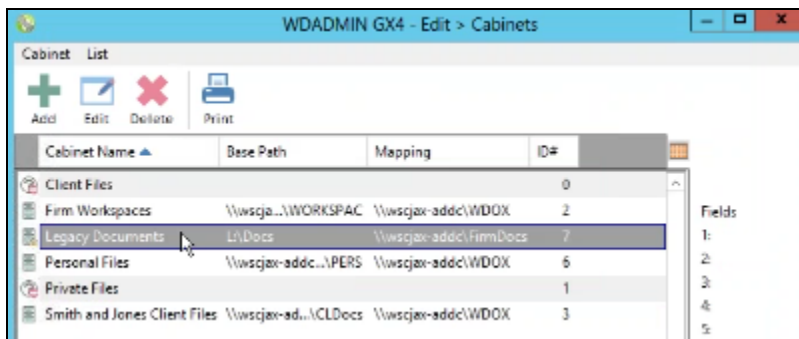 WDADMIN GX4 - Edit > Cabinets
Cabinet List
Add Edit Delete Print
Cabinet Name Base Path Mapping ID#
Client Files 0
Firm Workspaces \\wscja...\WORKSPAC \\wscjax-addc\WDOX 2
Legacy Documents L:\Docs \\wscjax-addc\FirmDocs 7
Personal Files \\wscjax-addc...\PERS \\wscjax-addc\WDOX 6
Private Files 1
Smith and Jones Client Files \\wscjax-ad...\CLDocs \\wscjax-addc\WDOX 3
Fields
1:
2:
3:
4:
5: